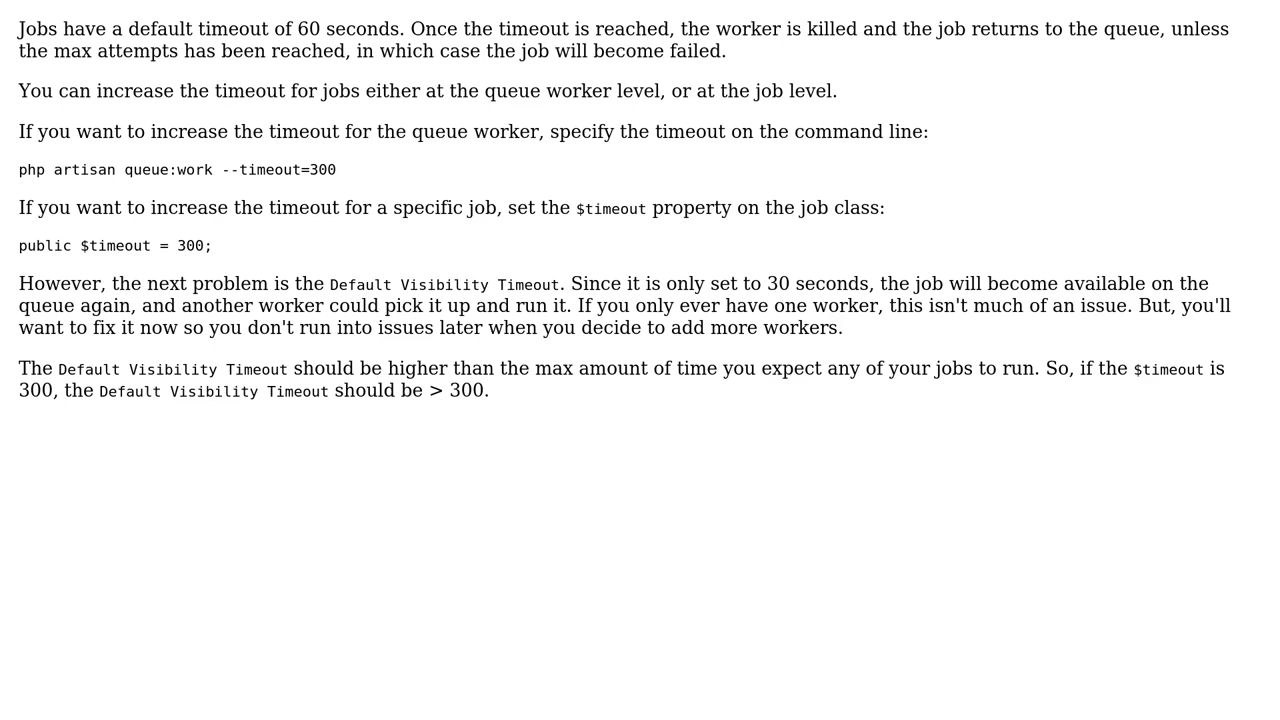 Jobs have a default timeout of 60 seconds. Once the timeout is reached, the worker is killed and the job returns to the queue, unless
the max attempts has been reached, in which case the job will become failed.
You can increase the timeout for jobs either at the queue worker level, or at the job level.
If you want to increase the timeout for the queue worker, specify the timeout on the command line:
php artisan queue:work --timeout=300
If you want to increase the timeout for a specific job, set the $timeout property on the job class:
public $timeout = 300;
However, the next problem is the Default Visibility Timeout. Since it is only set to 30 seconds, the job will become available on the
queue again, and another worker could pick it up and run it. If you only ever have one worker, this isn't much of an issue. But, you'll
want to fix it now so you don't run into issues later when you decide to add more workers.
The Default Visibility Timeout should be higher than the max amount of time you expect any of your jobs to run. So, if the $timeout is
300, the Default Visibility Timeout should be > 300.